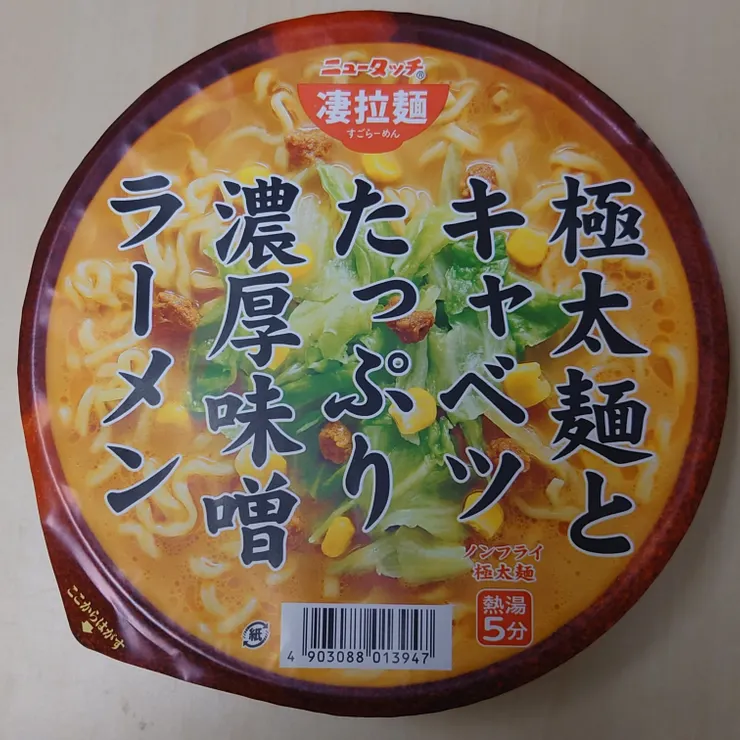 ニュータッチ®
凄拉麺
すごらーめん
極太麺と
キャベツ
たっぷり
濃厚味噌
ラーメン
ノンフライ
極太麺
熱湯
5分
ここからはがす
紙
4 903088 013947